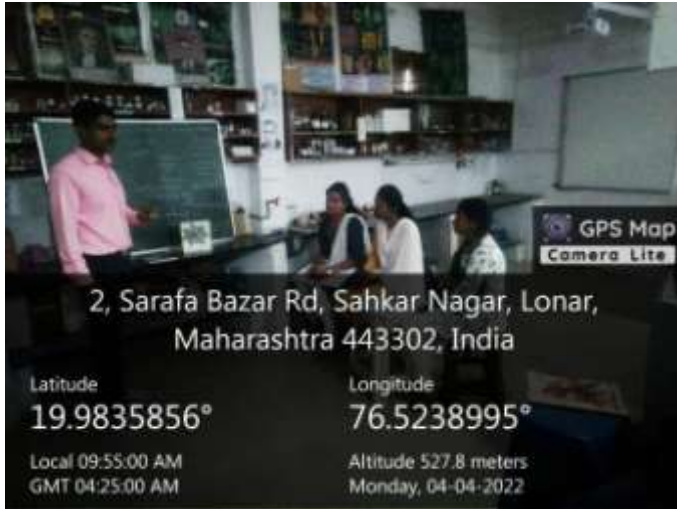 GPS Map
Camera Lite
2, Sarafa Bazar Rd, Sahkar Nagar, Lonar,
Maharashtra 443302, India
Latitude
19.9835856°
Longitude
76.5238995°
Local 09:55:00 AM
GMT 04:25:00 AM
Altitude 527.8 meters
Monday, 04-04-2022